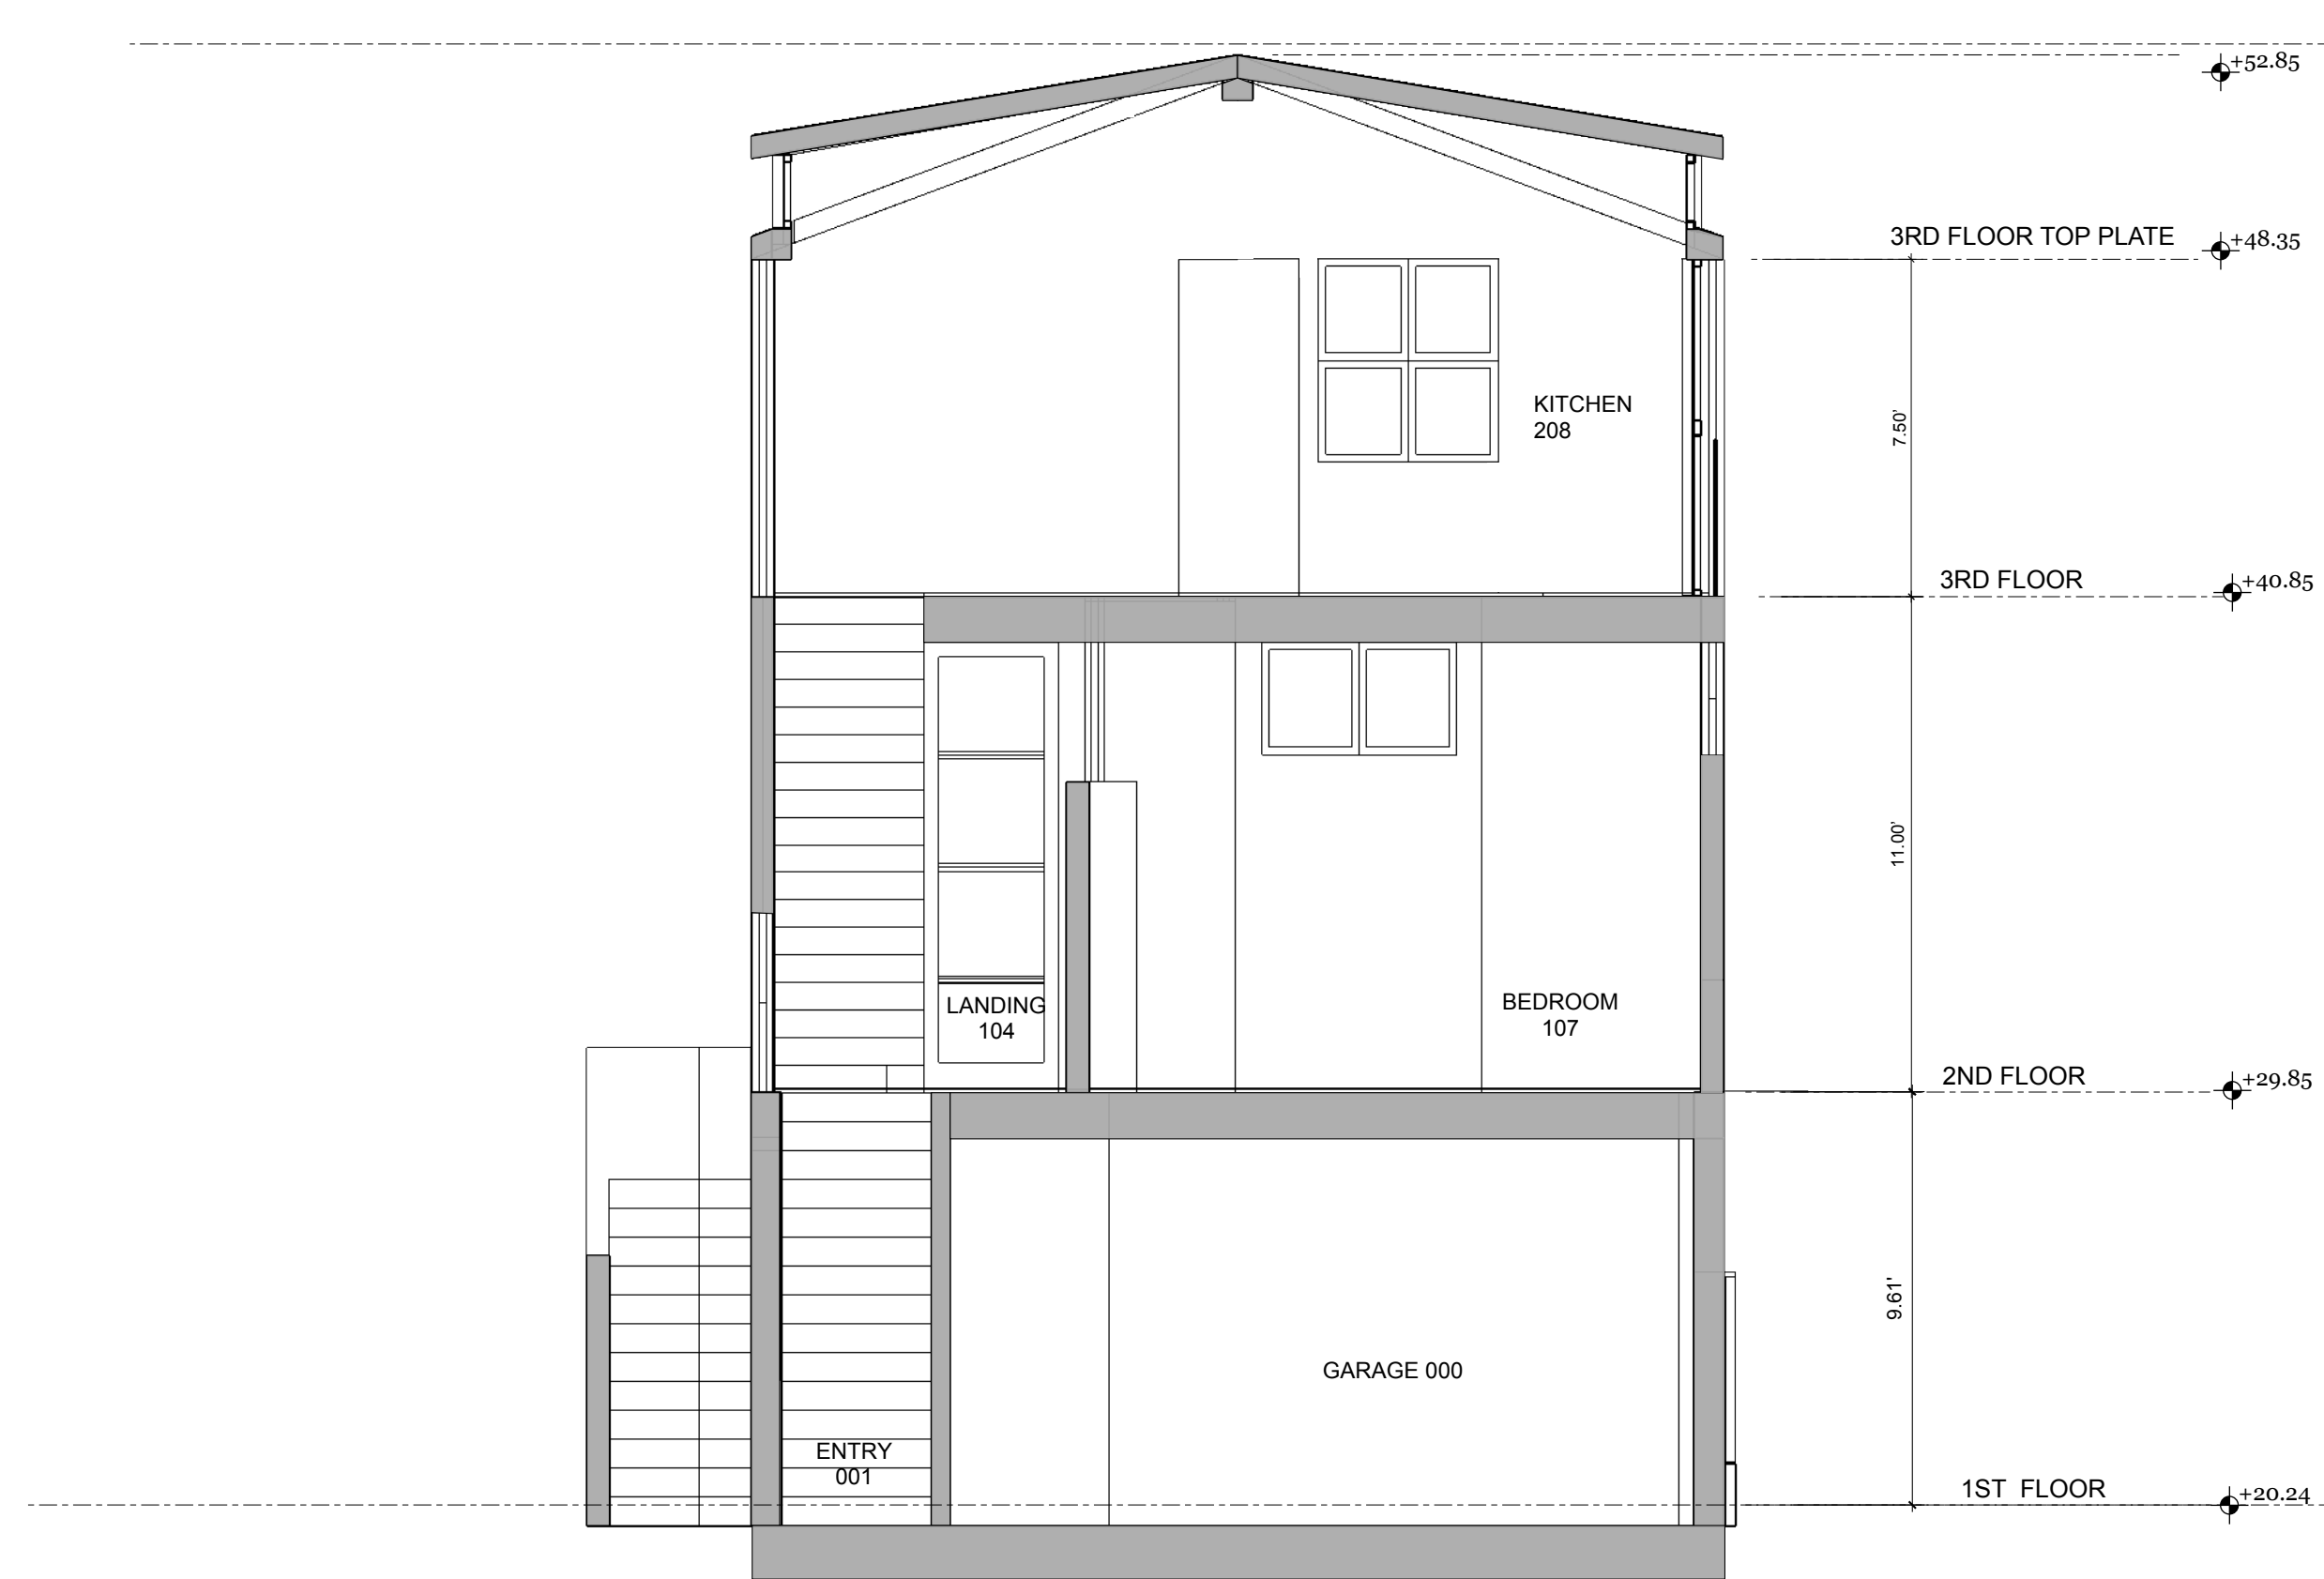 +52.85
3RD FLOOR TOP PLATE
+48.35
KITCHEN
208
7.50'
3RD FLOOR
+40.85
11.00'
LANDING
104
BEDROOM
107
2ND FLOOR
+29.85
9.61'
GARAGE 000
ENTRY
001
1ST FLOOR
+20.24